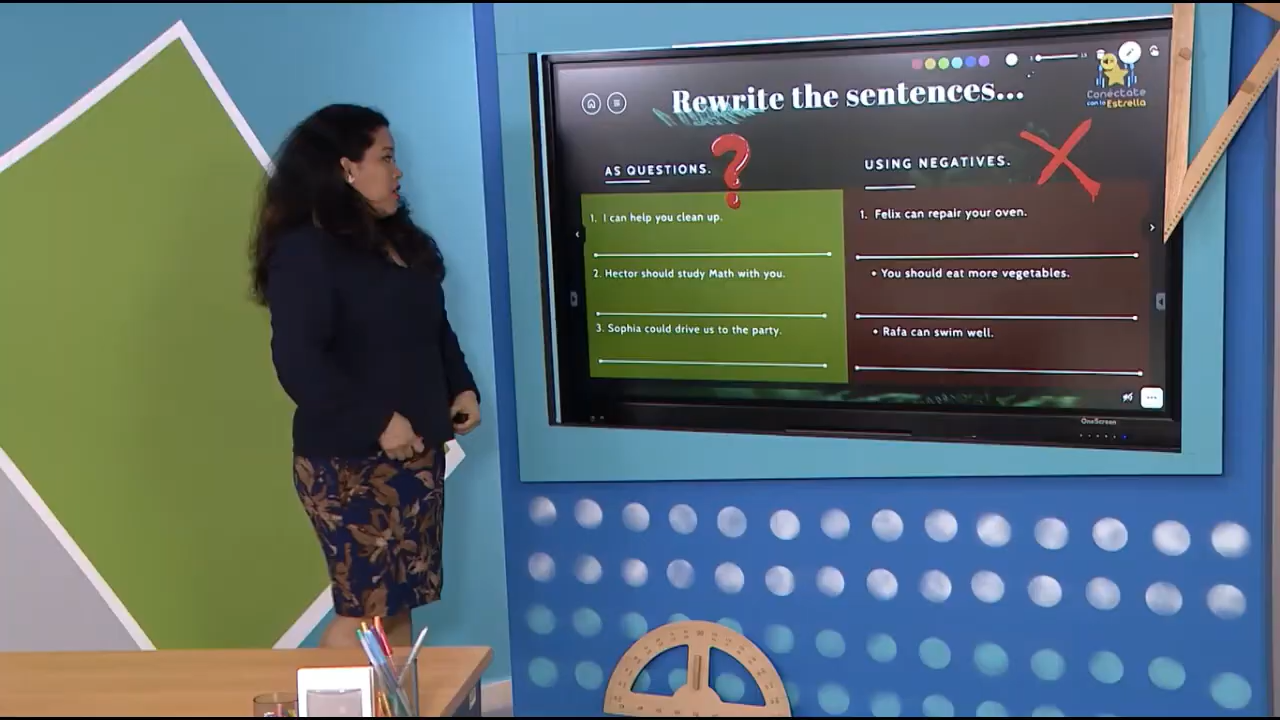 Rewrite the sentences...
Conéctate
con la Estrella
AS QUESTIONS.
1. I can help you clean up.
2. Hector should study Math with you.
3. Sophia could drive us to the party.
USING NEGATIVES.
1. Felix can repair your oven.
• You should eat more vegetables.
• Rafa can swim well.
OneScreen